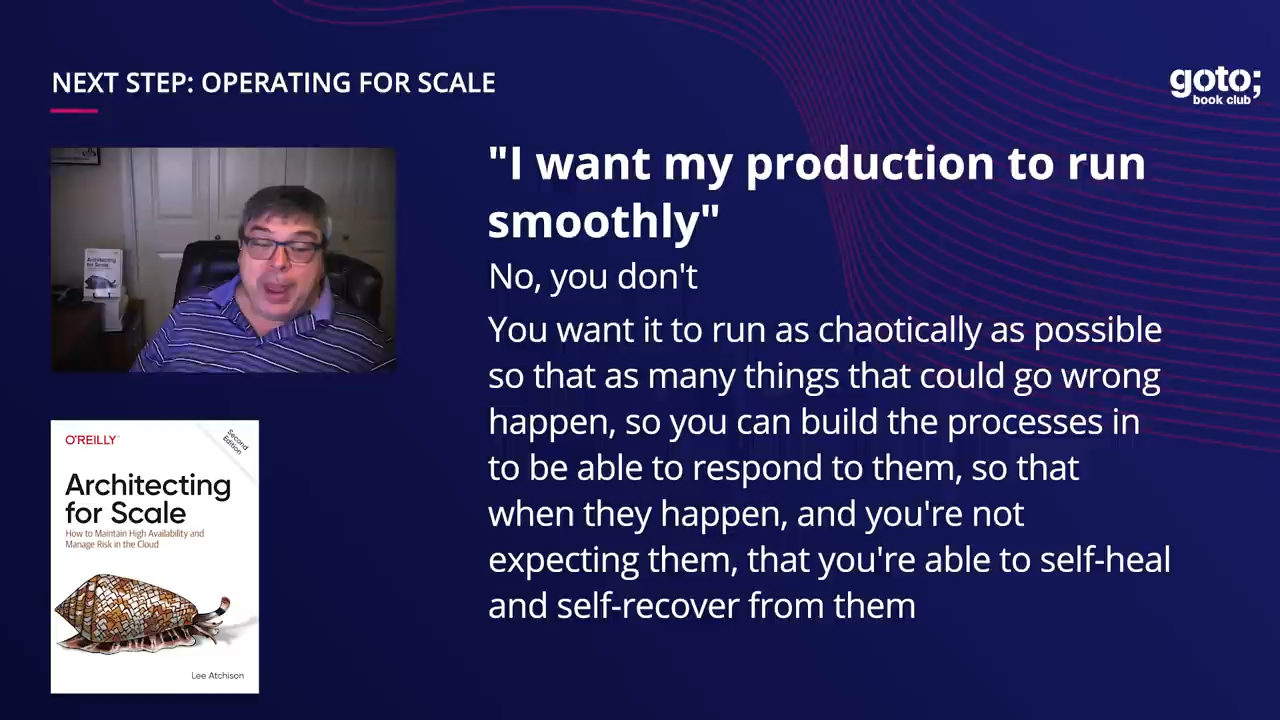 NEXT STEP: OPERATING FOR SCALE
goto;
book club
"I want my production to run
smoothly"
No, you don't
You want it to run as chaotically as possible
so that as many things that could go wrong
happen, so you can build the processes in
to be able to respond to them, so that
when they happen, and you're not
expecting them, that you're able to self-heal
and self-recover from them
Architecting
for Scale
O'REILLY
Second
Edition
Architecting
for Scale
How to Maintain High Availability and
Manage Risk in the Cloud
Lee Atchison